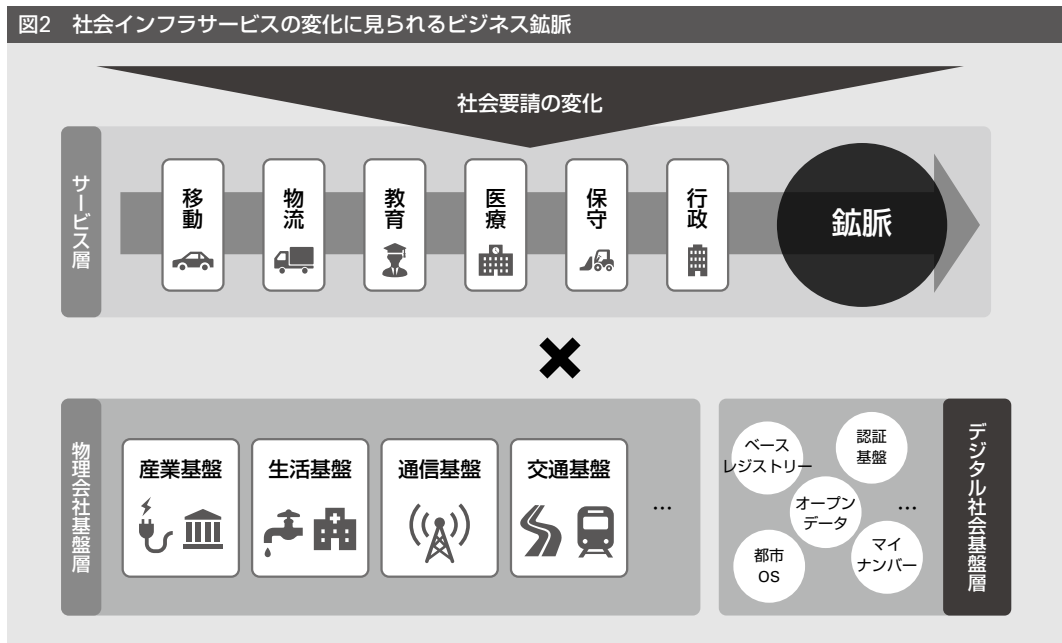 図2 社会インフラサービスの変化に見られるビジネス鉱脈
社会要請の変化
サービス層
移動
物流
教育
医療
保守
行政
鉱脈
物理会社基盤層
産業基盤
生活基盤
通信基盤
交通基盤
…
ベース
レジストリー
認証
基盤
オープン
データ
…
都市
OS
マイ
ナンバー
デジタル社会基盤層